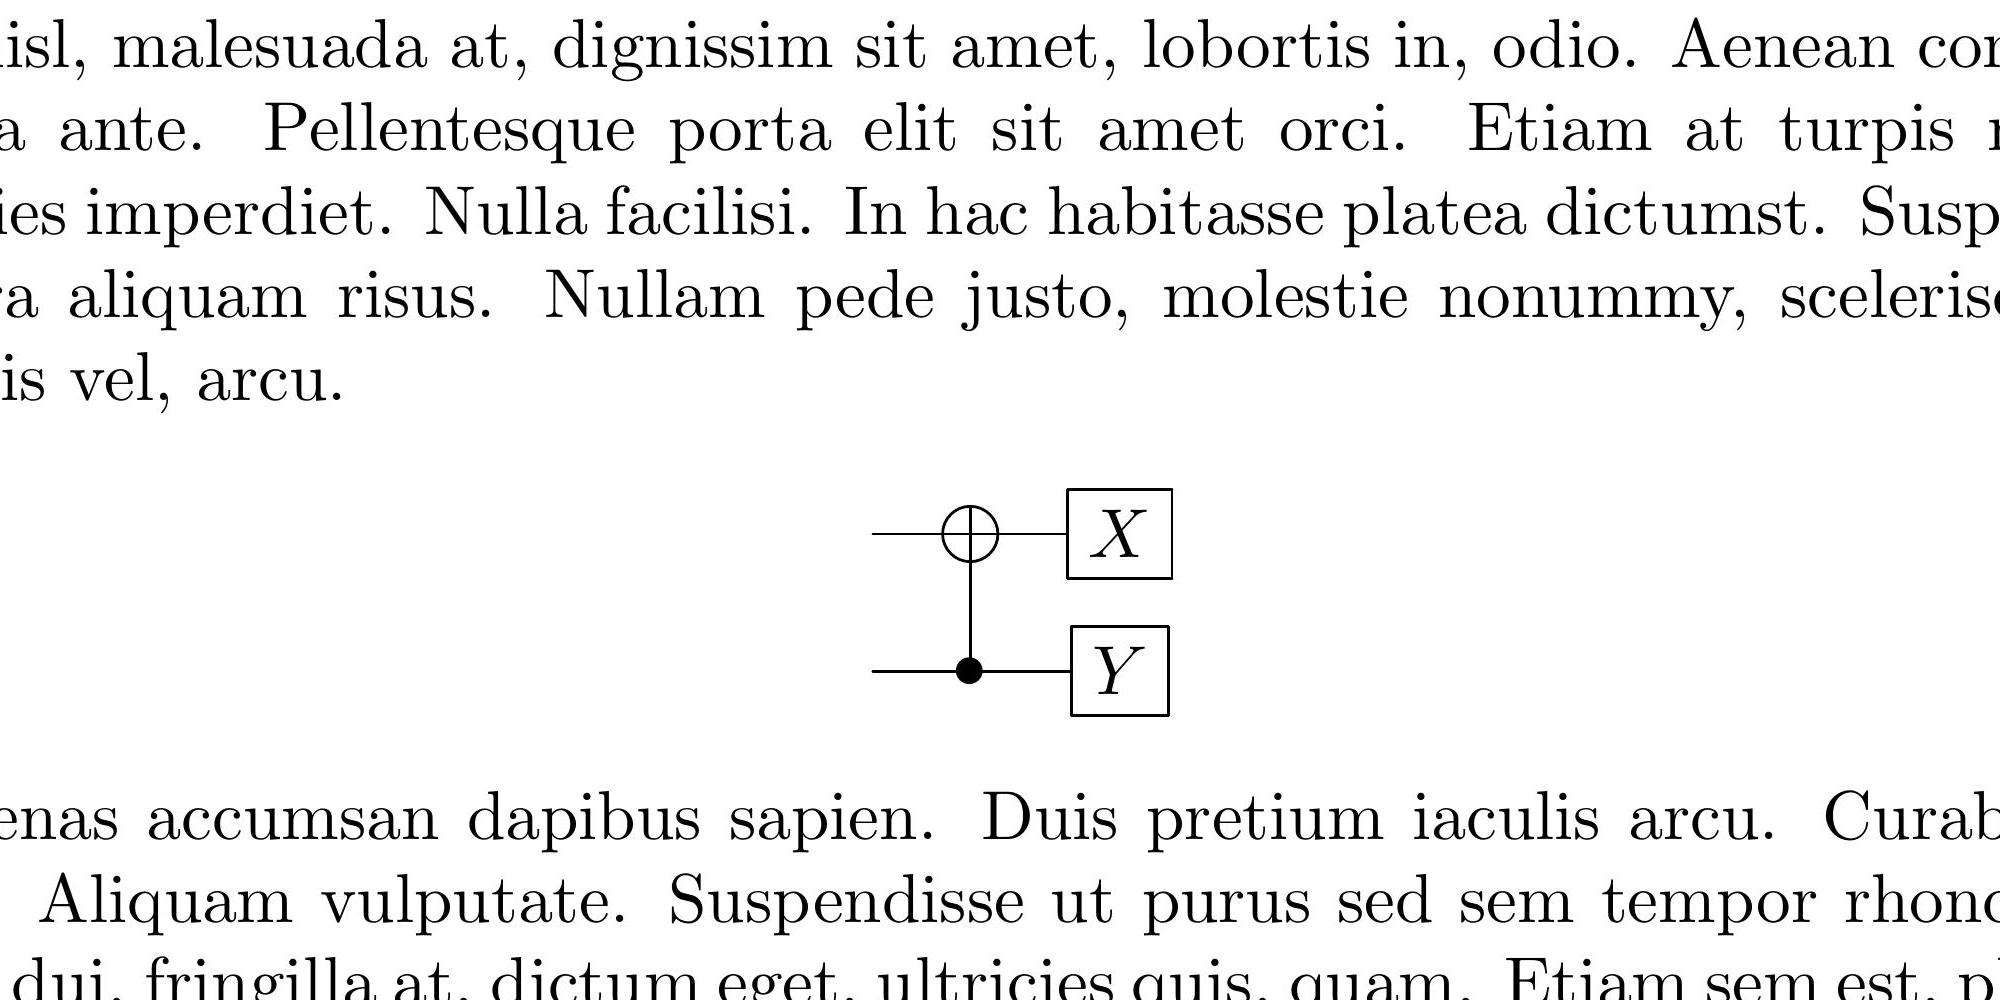 isl, malesuada at, dignissim sit amet, lobortis in, odio. Aenean con
a ante. Pellentesque porta elit sit amet orci. Etiam at turpis
ies imperdiet. Nulla facilisi. In hac habitasse platea dictumst. Susp
a aliquam risus. Nullam pede justo, molestie nonummy, sceleris
is vel, arcu.
X
Y
enas accumsan dapibus sapien. Duis pretium iaculis arcu. Curab
Aliquam vulputate. Suspendisse ut purus sed sem tempor rhonc
dui, fringilla at, dictum eget, ultricies quis, quam. Etiam sem est, p